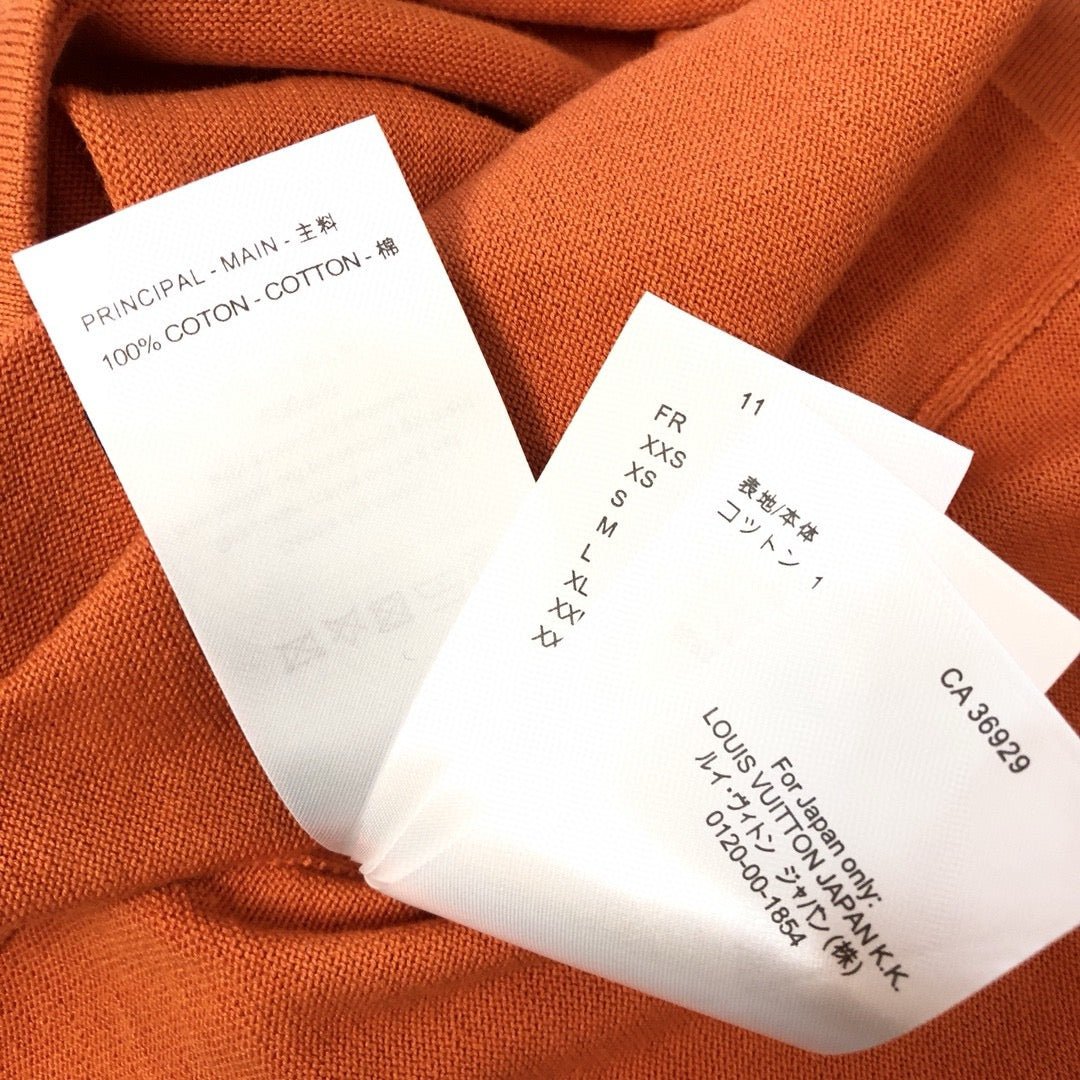 PRINCIPAL - MAIN - 主料
100% COTON - COTTON - 棉
11
FR
XXS
XS
S
M
L
XL
XX
XX
表地/本体
コットン 1
CA 36929
For Japan only:
LOUIS VUITTON JAPAN K.K.
ルイ・ヴィトン ジャパン (株)
0120-00-1854